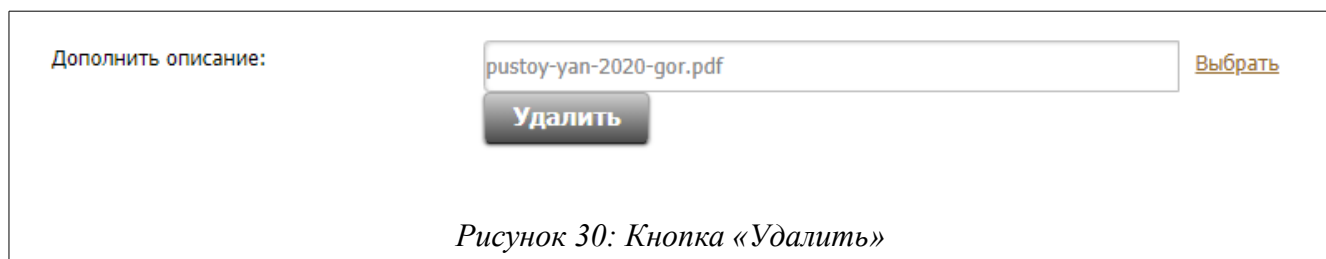 Дополнить описание: pustoy-yan-2020-gor.pdf Выбрать
Удалить
Рисунок 30: Кнопка «Удалить»